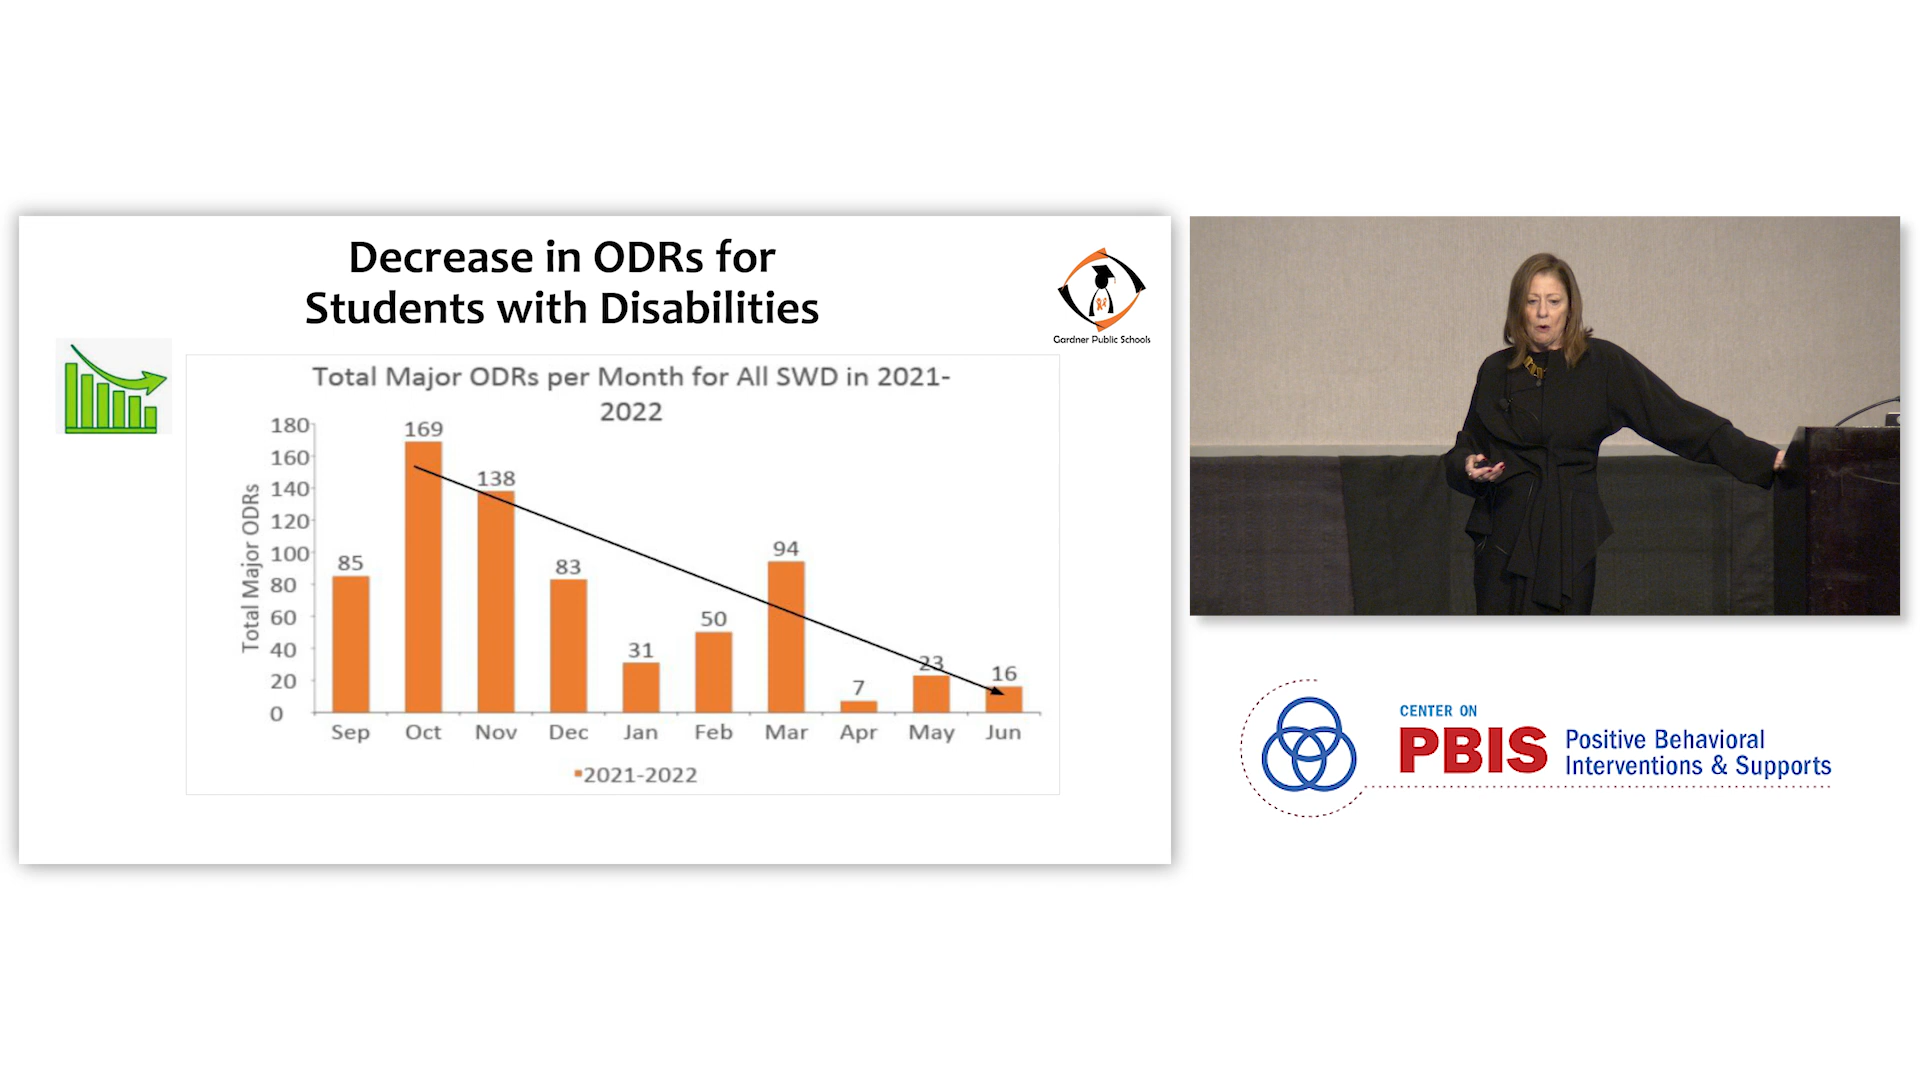 Decrease in ODRs for
Students with Disabilities
Gardner Public Schools
Total Major ODRs per Month for All SWD in 2021-
2022
Total Major ODRs
180
160
140
120
100
80
60
40
20
0
85
169
138
83
31
50
94
7
23
16
Sep Oct Nov Dec Jan Feb Mar Apr May Jun
2021-2022
CENTER ON
PBIS
Positive Behavioral
Interventions & Supports